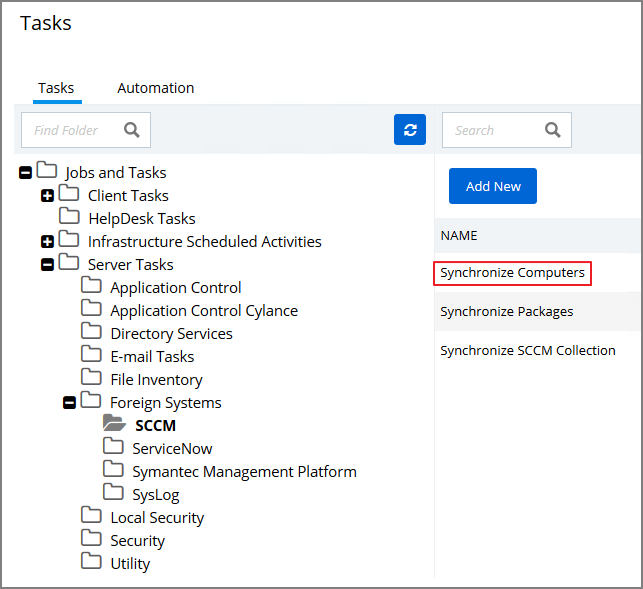 Tasks
Tasks
Automation
Find Folder
Search
Jobs and Tasks
Client Tasks
HelpDesk Tasks
Infrastructure Scheduled Activities
Server Tasks
Application Control
Application Control Cylance
Directory Services
E-mail Tasks
File Inventory
Foreign Systems
SCCM
ServiceNow
Symantec Management Platform
SysLog
Local Security
Security
Utility
Add New
NAME
Synchronize Computers
Synchronize Packages
Synchronize SCCM Collection